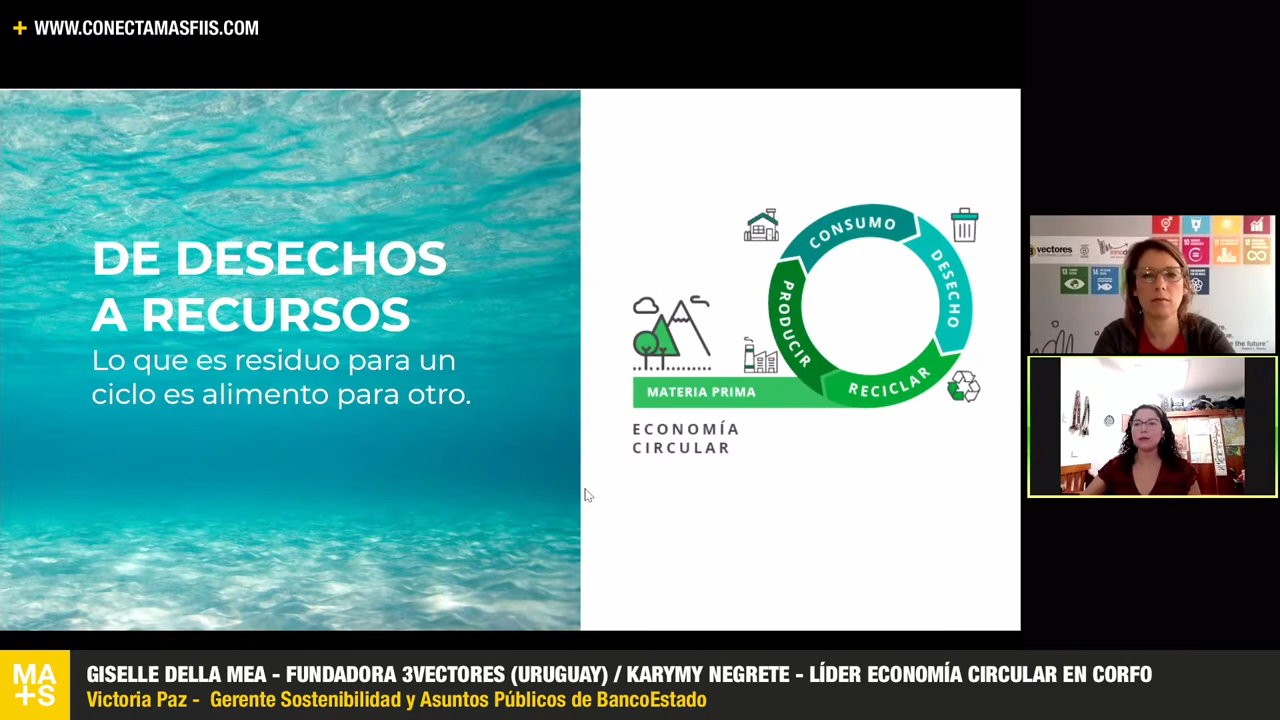 + WWW.CONECTAMASFIIS.COM
DE DESECHOS
A RECURSOS
Lo que es residuo para un
ciclo es alimento para otro.
CONSUMO
DESECHO
PRODUCIR
RECICLAR
MATERIA PRIMA
ECONOMÍA
CIRCULAR
vectores
MA
+S
GISELLE DELLA MEA - FUNDADORA 3VECTORES (URUGUAY) / KARYMY NEGRETE - LÍDER ECONOMÍA CIRCULAR EN CORFO
Victoria Paz - Gerente Sostenibilidad y Asuntos Públicos de BancoEstado